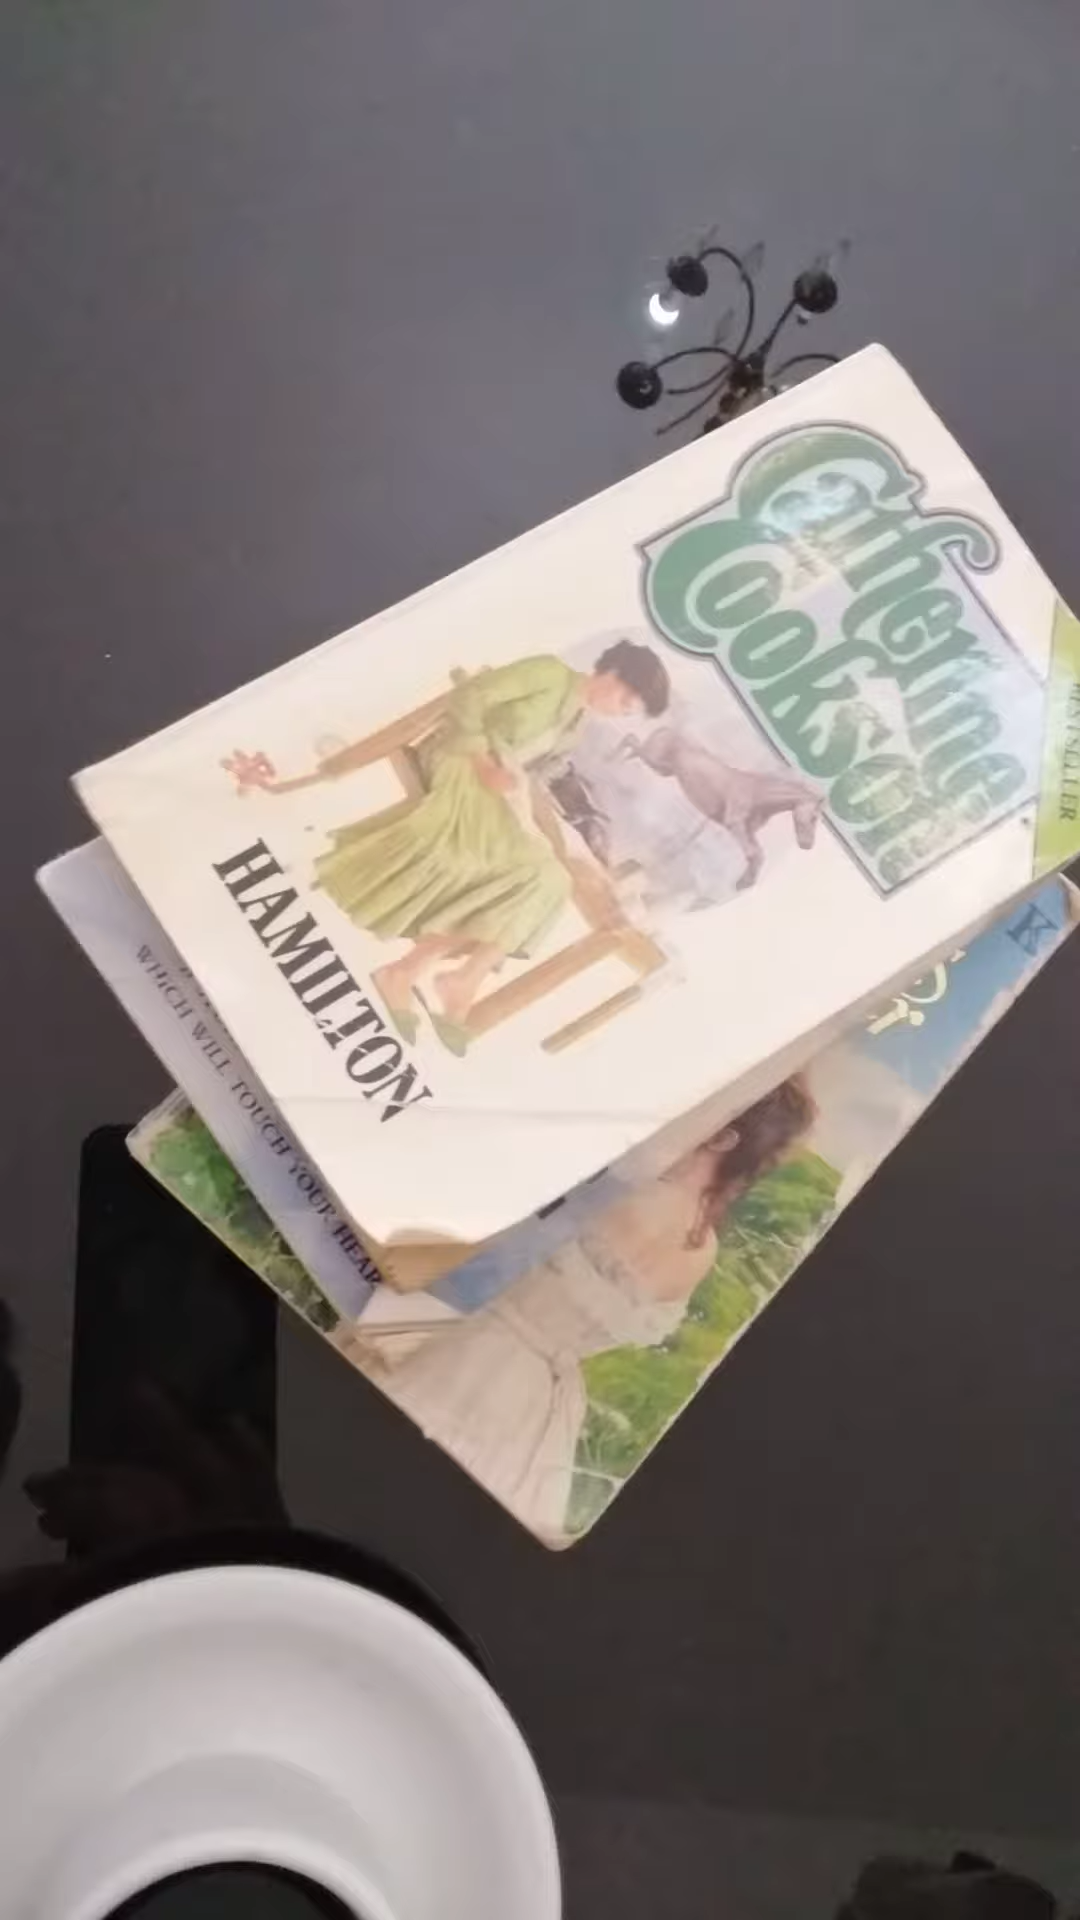 Catherine
Cookson
BESTSELLER
HAMILTON
WHICH WILL TOUCH YOUR HEAR
K